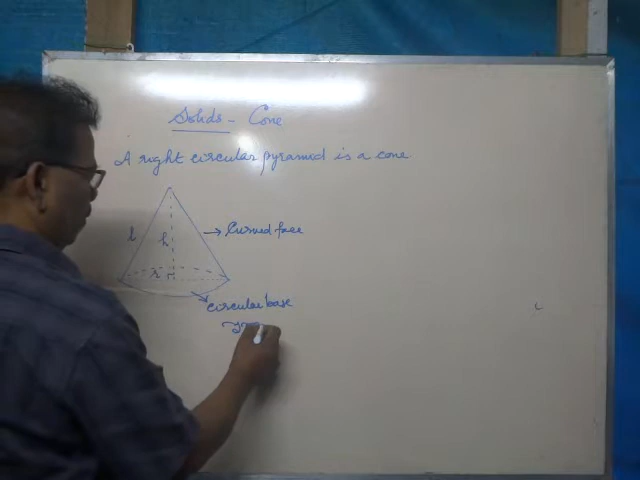 Solids - Cone
A right circular pyramid is a cone
l
h
→ Curved face
r
→ circular base